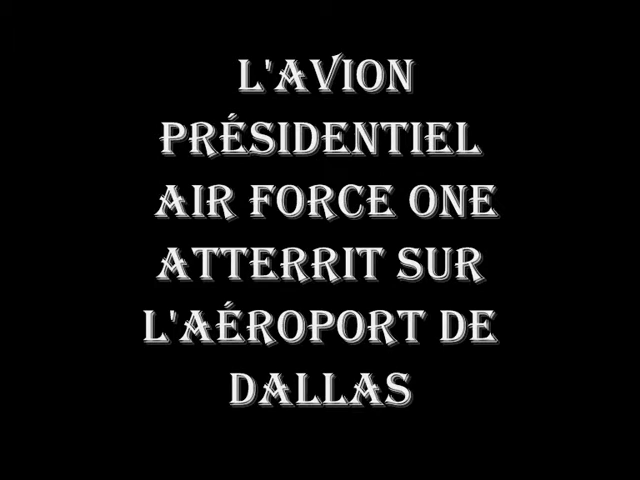 L'AVION
PRÉSIDENTIEL
AIR FORCE ONE
ATTERRIT SUR
L'AÉROPORT DE
DALLAS